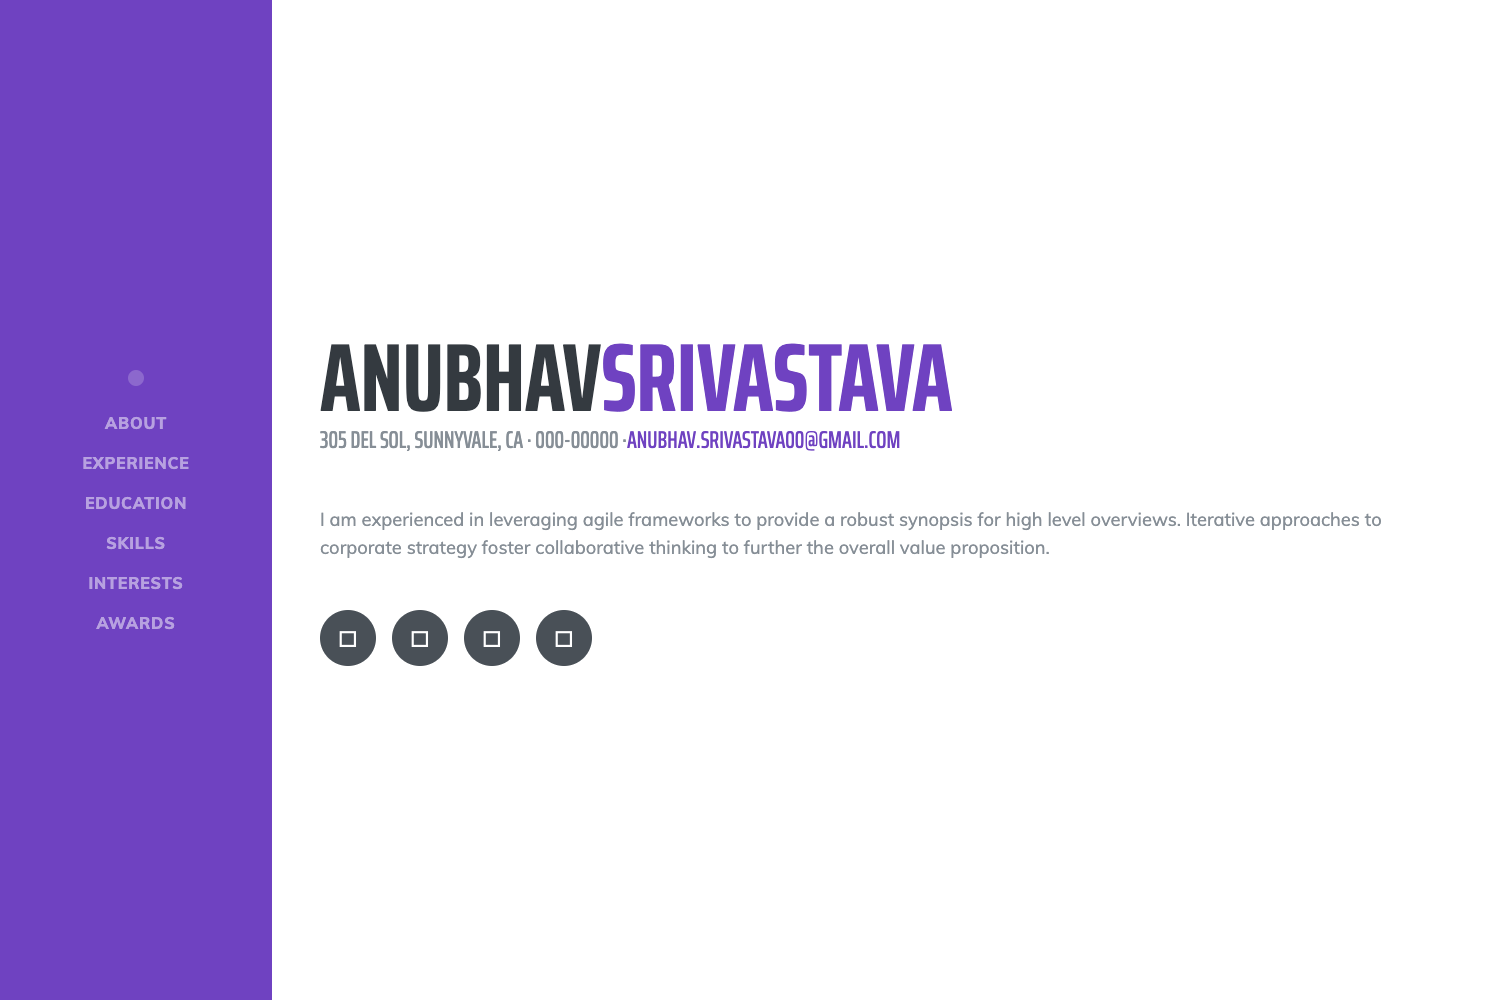 ABOUT
EXPERIENCE
EDUCATION
SKILLS
INTERESTS
AWARDS
ANUBHAVSRIVASTAVA
305 DEL SOL, SUNNYVALE, CA · 000-00000 ·ANUBHAV.SRIVASTAVA00@GMAIL.COM
I am experienced in leveraging agile frameworks to provide a robust synopsis for high level overviews. Iterative approaches to
corporate strategy foster collaborative thinking to further the overall value proposition.